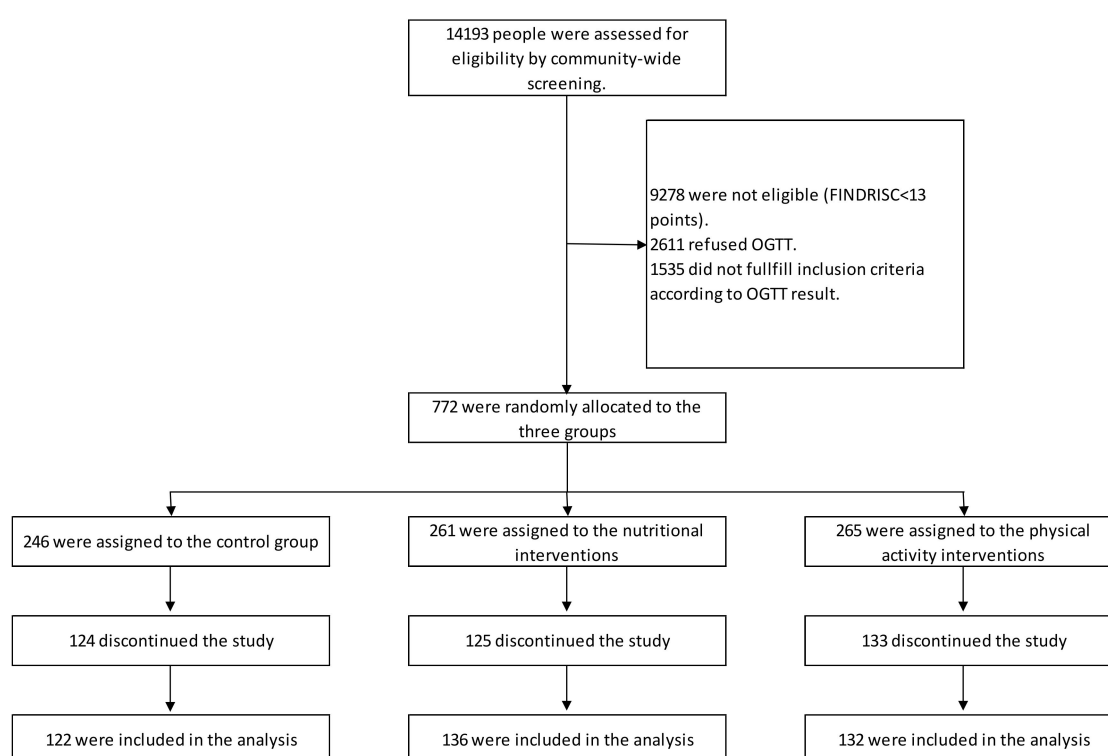 14193 people were assessed for
eligibility by community-wide
screening.
9278 were not eligible (FINDRISC<13
points).
2611 refused OGTT.
1535 did not fullfill inclusion criteria
according to OGTT result.
772 were randomly allocated to the
three groups
246 were assigned to the control group
261 were assigned to the nutritional
interventions
265 were assigned to the physical
activity interventions
124 discontinued the study
125 discontinued the study
133 discontinued the study
122 were included in the analysis
136 were included in the analysis
132 were included in the analysis